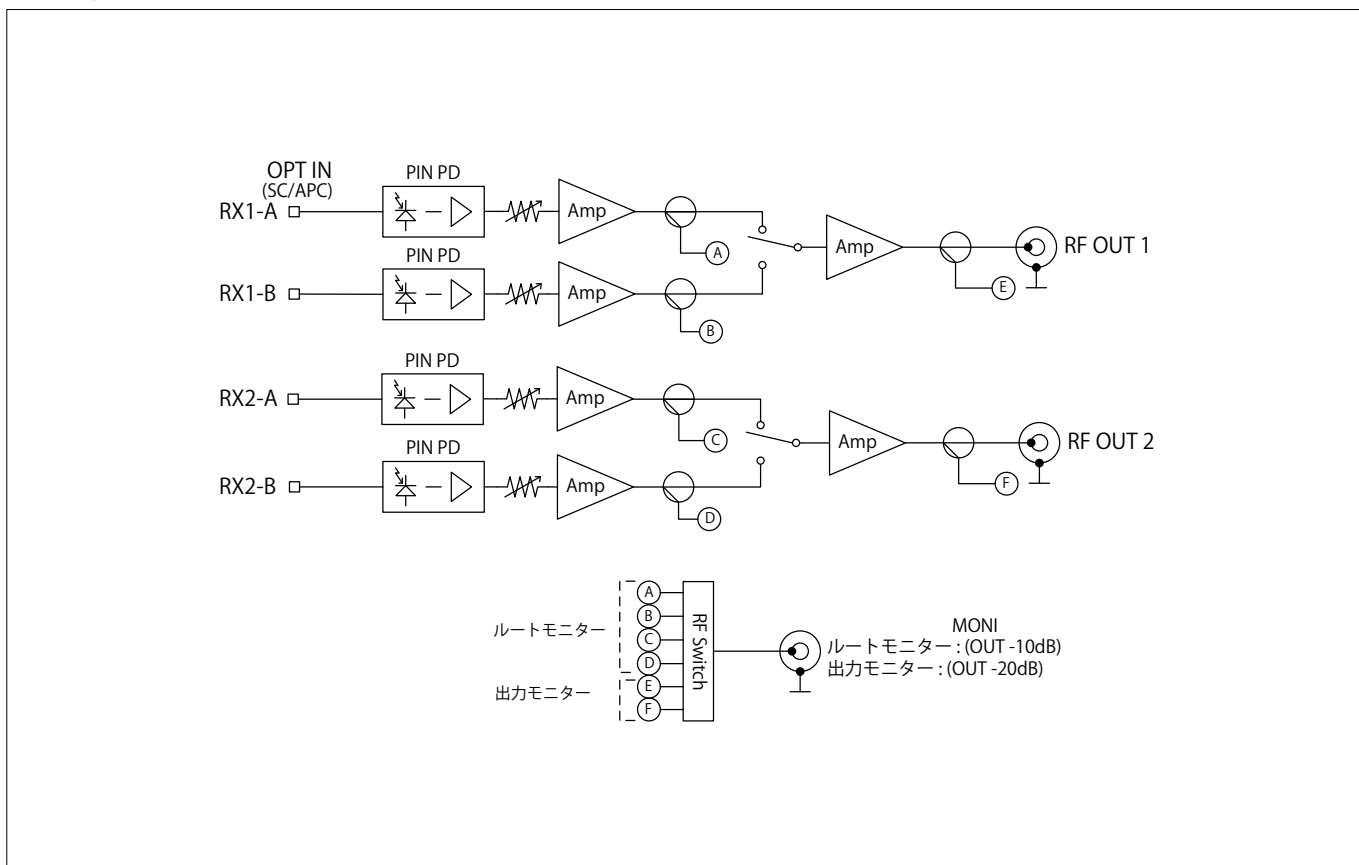 OPT IN
(SC/APC)
PIN PD
RX1-A
Amp
A
Amp
RF OUT 1
E
PIN PD
RX1-B
Amp
B
PIN PD
RX2-A
Amp
C
Amp
RF OUT 2
F
PIN PD
RX2-B
Amp
D
ルートモニター
出力モニター
A
B
C
D
E
F
RF Switch
MONI
ルートモニター : (OUT -10dB)
出力モニター : (OUT -20dB)